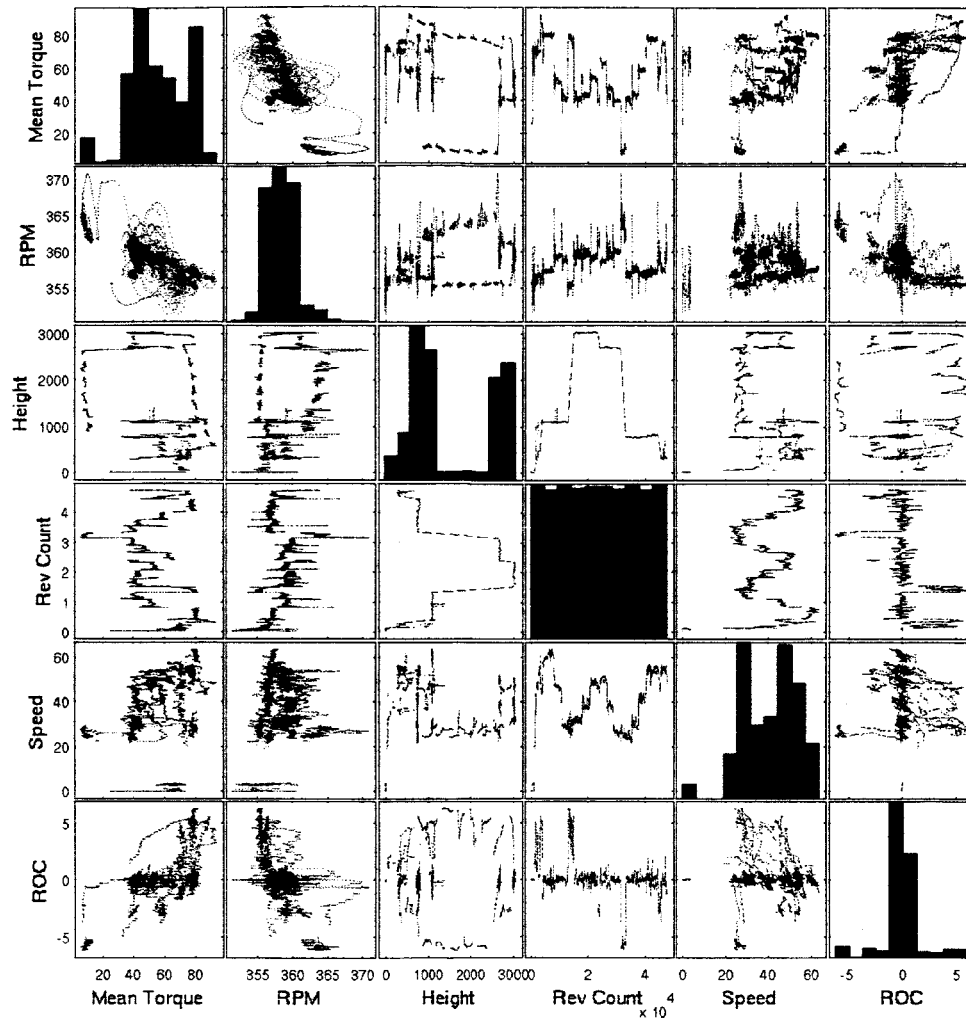 Mean Torque
80
60
40
20
RPM
370
365
360
355
Height
3000
2000
1000
0
Rev Count
4
3
2
1
0
Speed
60
40
20
0
ROC
5
0
-5
20 40 60 80
355 360 365 370
0 1000 2000 30000
2 4
0 20 40 60
-5 0 5
Mean Torque RPM Height Rev Count × 10 4 Speed ROC